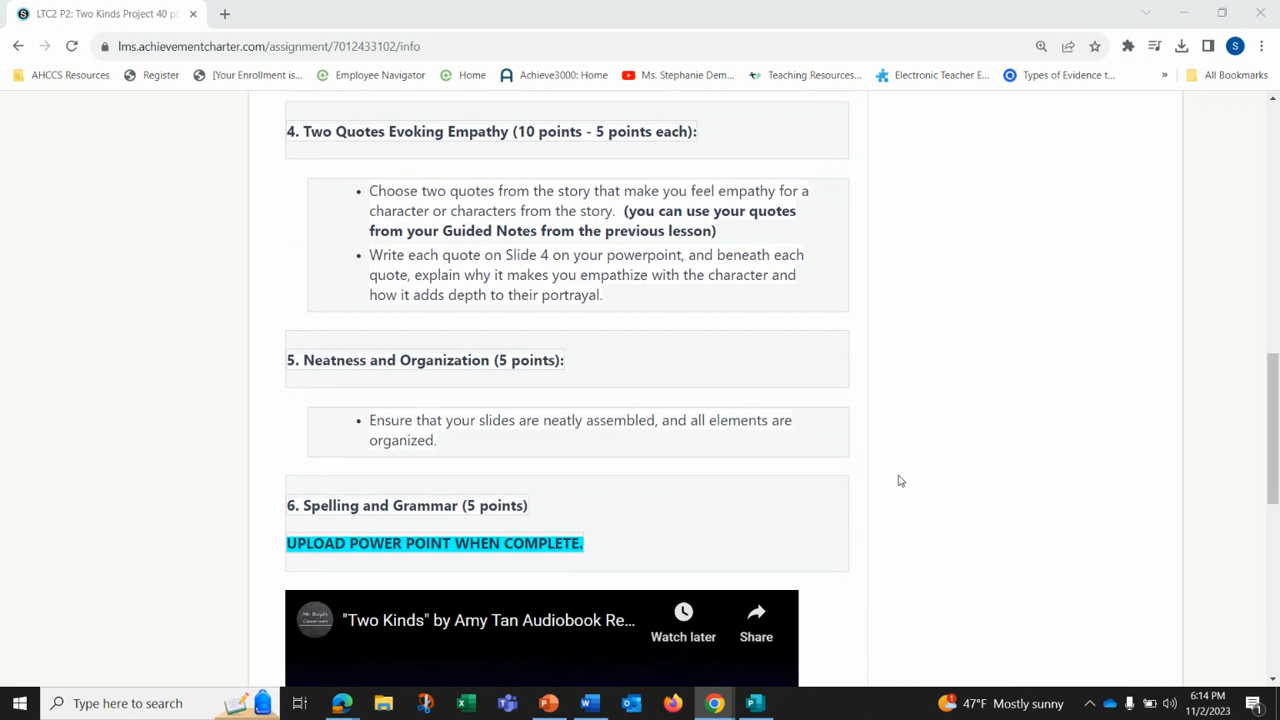 LTC2 P2: Two Kinds Project 40 pt
lms.achievementcharter.com/assignment/7012433102/info
S
AHCCS Resources
Register
[Your Enrollment is...
Employee Navigator
Home
Achieve3000: Home
Ms. Stephanie Dem...
Teaching Resources...
Electronic Teacher E...
Types of Evidence t...
»
All Bookmarks
4. Two Quotes Evoking Empathy (10 points - 5 points each):
• Choose two quotes from the story that make you feel empathy for a
character or characters from the story. (you can use your quotes
from your Guided Notes from the previous lesson)
• Write each quote on Slide 4 on your powerpoint, and beneath each
quote, explain why it makes you empathize with the character and
how it adds depth to their portrayal.
5. Neatness and Organization (5 points):
• Ensure that your slides are neatly assembled, and all elements are
organized.
6. Spelling and Grammar (5 points)
UPLOAD POWER POINT WHEN COMPLETE.
Mr. Boyds
Classroom
"Two Kinds" by Amy Tan Audiobook Re...
Watch later
Share
Type here to search
47°F Mostly sunny
6:14 PM
11/2/2023
1